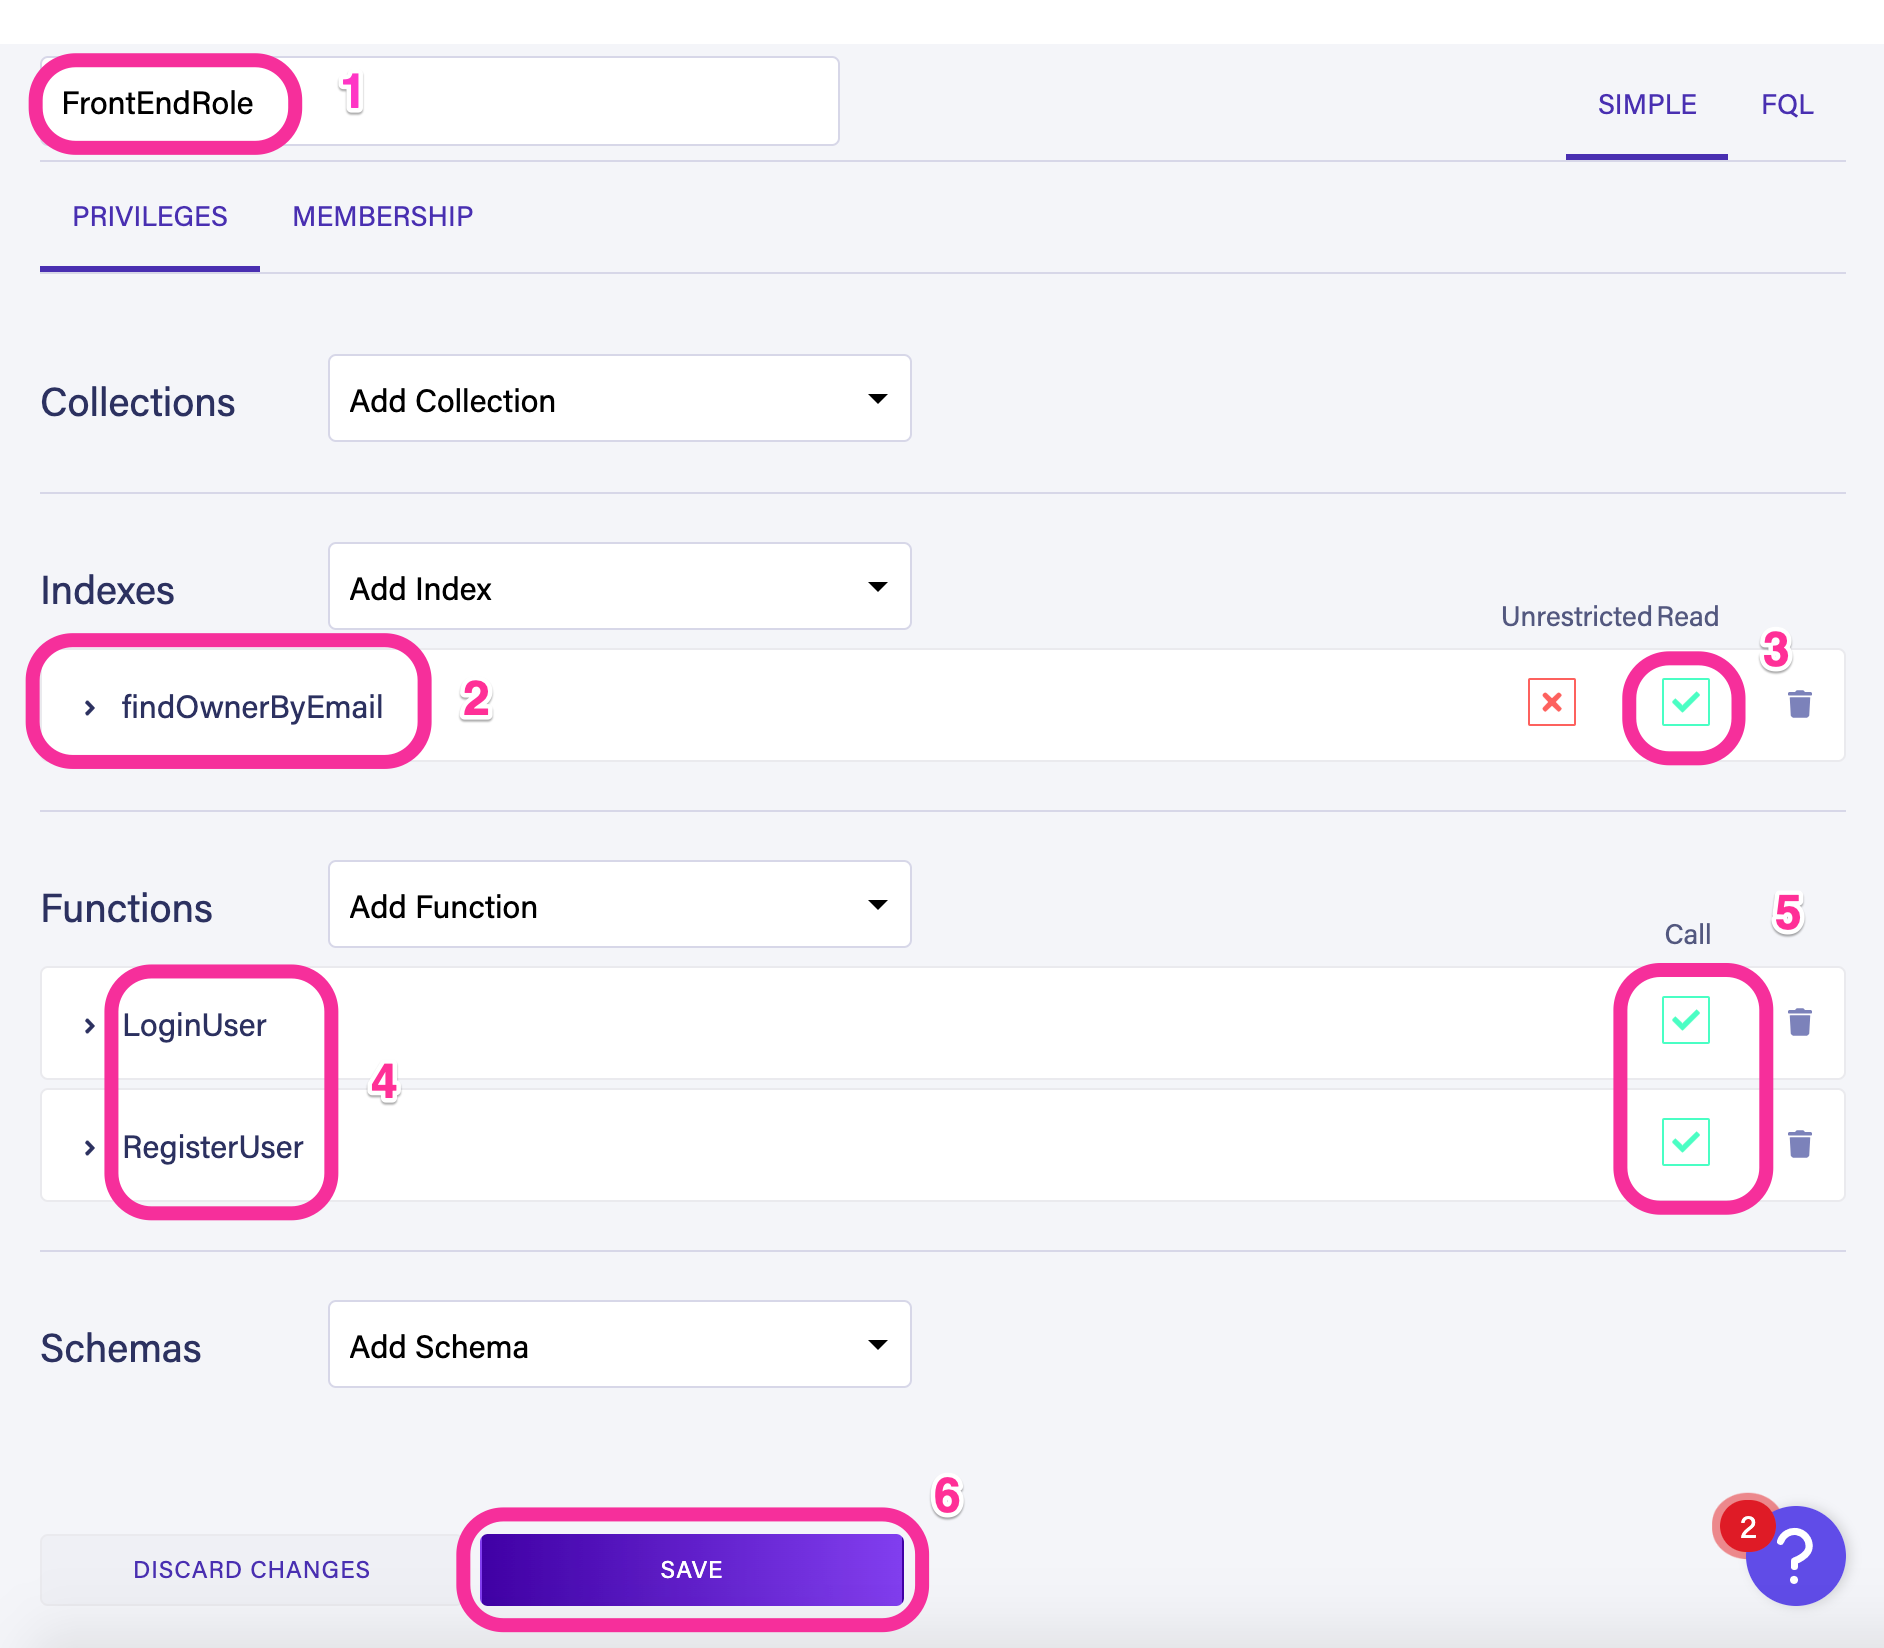 FrontEndRole 1
SIMPLE FQL
PRIVILEGES MEMBERSHIP
Collections Add Collection
Indexes Add Index
Unrestricted Read
findOwnerByEmail 2 3
Functions Add Function
Call 5
LoginUser
4
RegisterUser
Schemas Add Schema
6
DISCARD CHANGES SAVE
2 ?